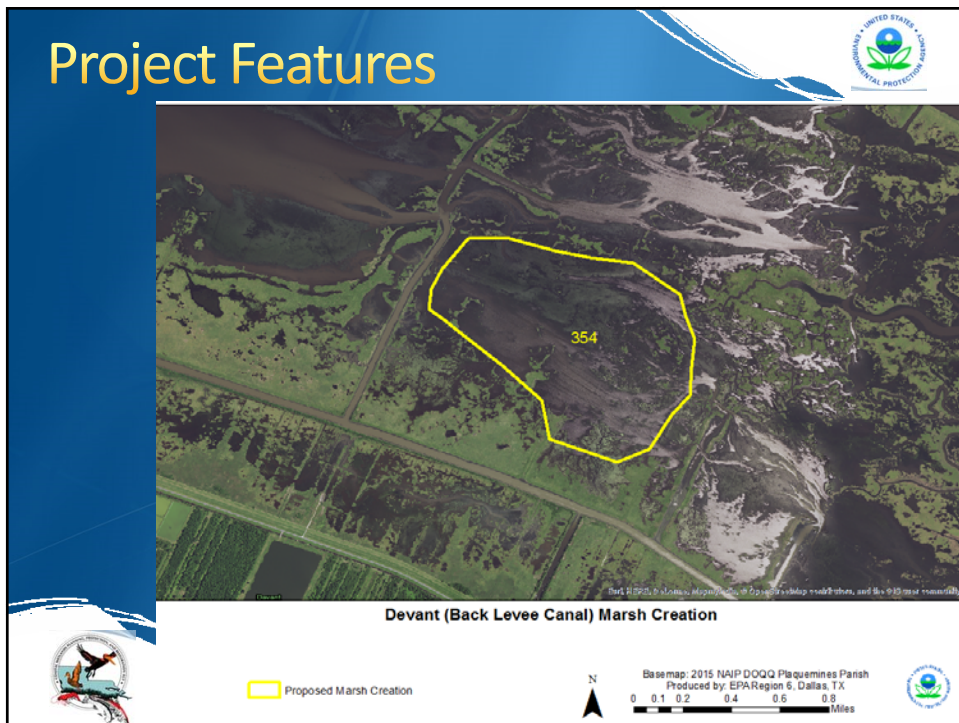 Project Features
UNITED STATES
ENVIRONMENTAL PROTECTION AGENCY
354
Devant (Back Levee Canal) Marsh Creation
Proposed Marsh Creation
N
Basemap: 2015 NAIP DOQQ Plaquemines Parish
Produced by: EPA Region 6, Dallas, TX
0 0.1 0.2 0.4 0.6 0.8
Miles